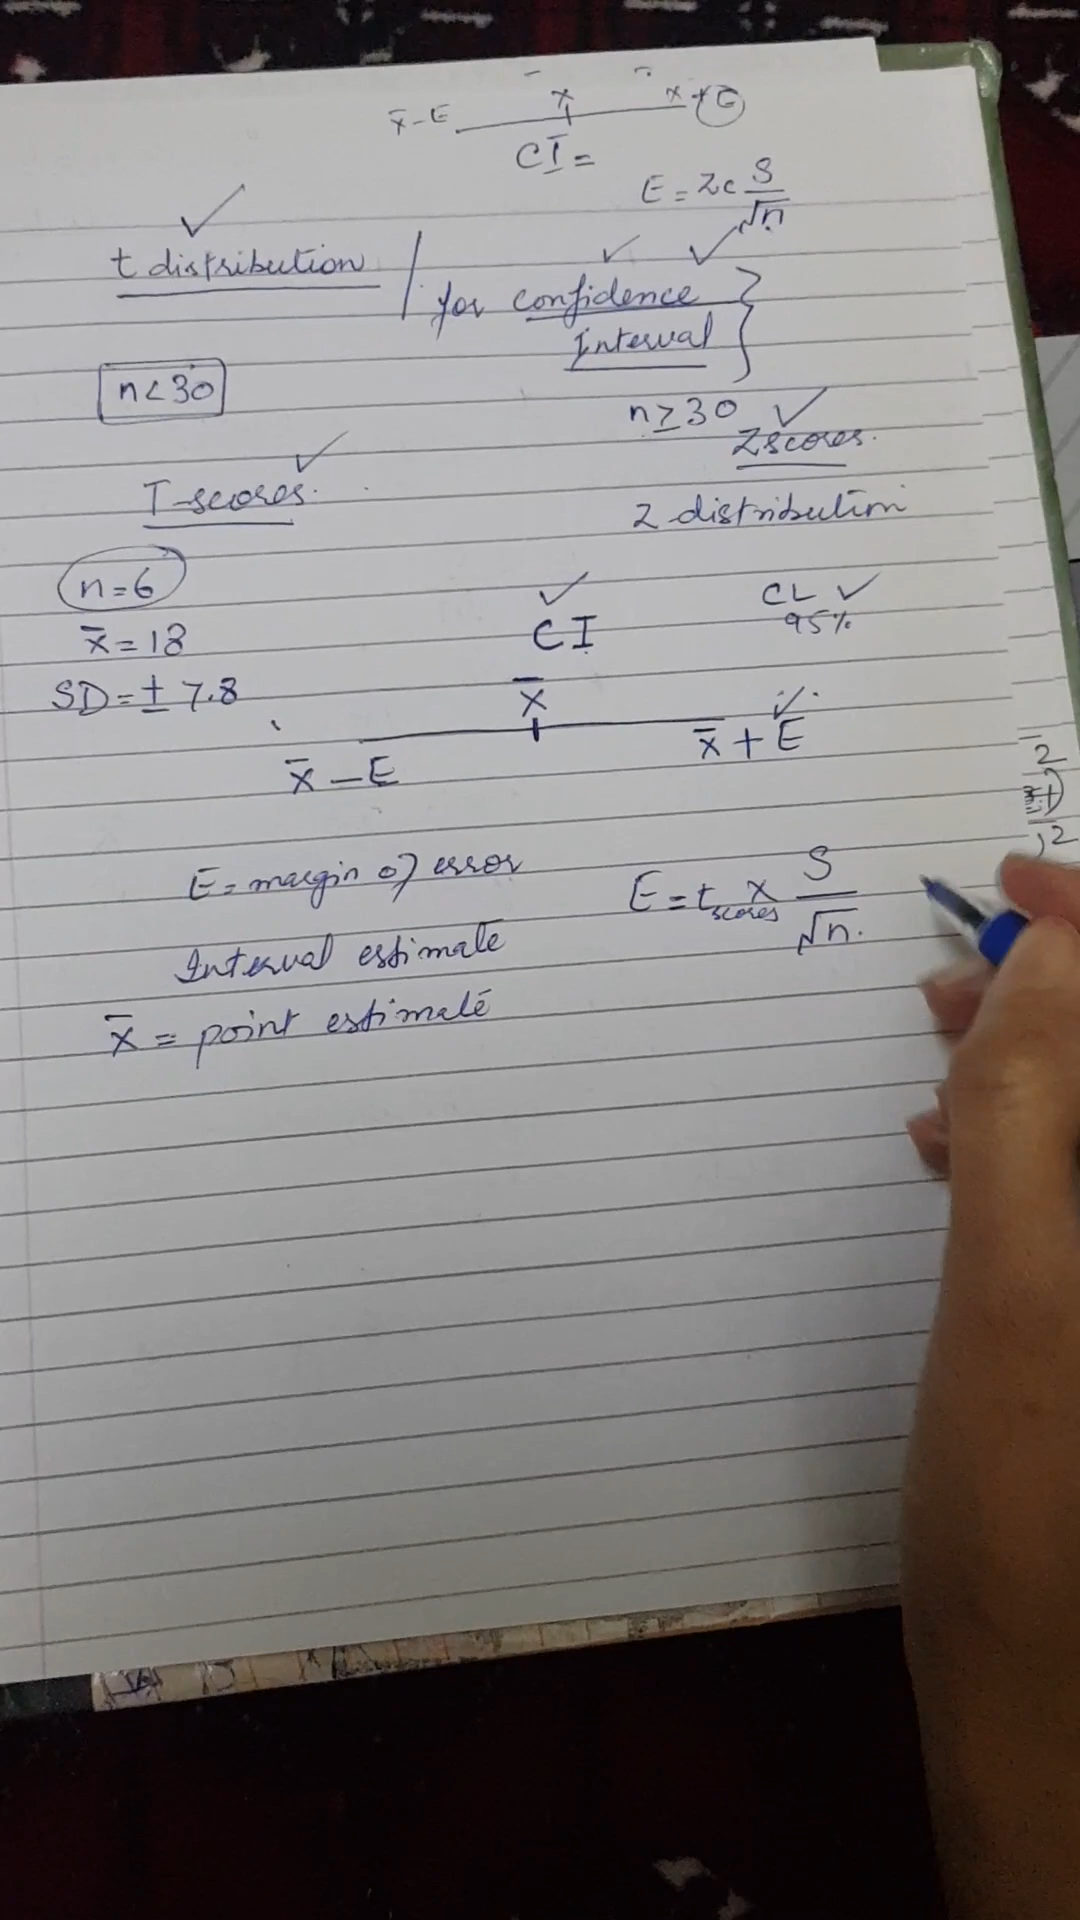 x̄ - E x̄ x̄ + E
CI =
E = Zc S/√n
t distribution / for confidence
Interval
n < 30
n ≥ 30
Z scores.
T-scores.
Z distribution
n = 6
CL
95%
x̄ = 18
CI
SD = ± 7.8
x̄
x̄ - E x̄ + E
E = margin of error
E = t scores x S/√n.
Interval estimate
x̄ = point estimate